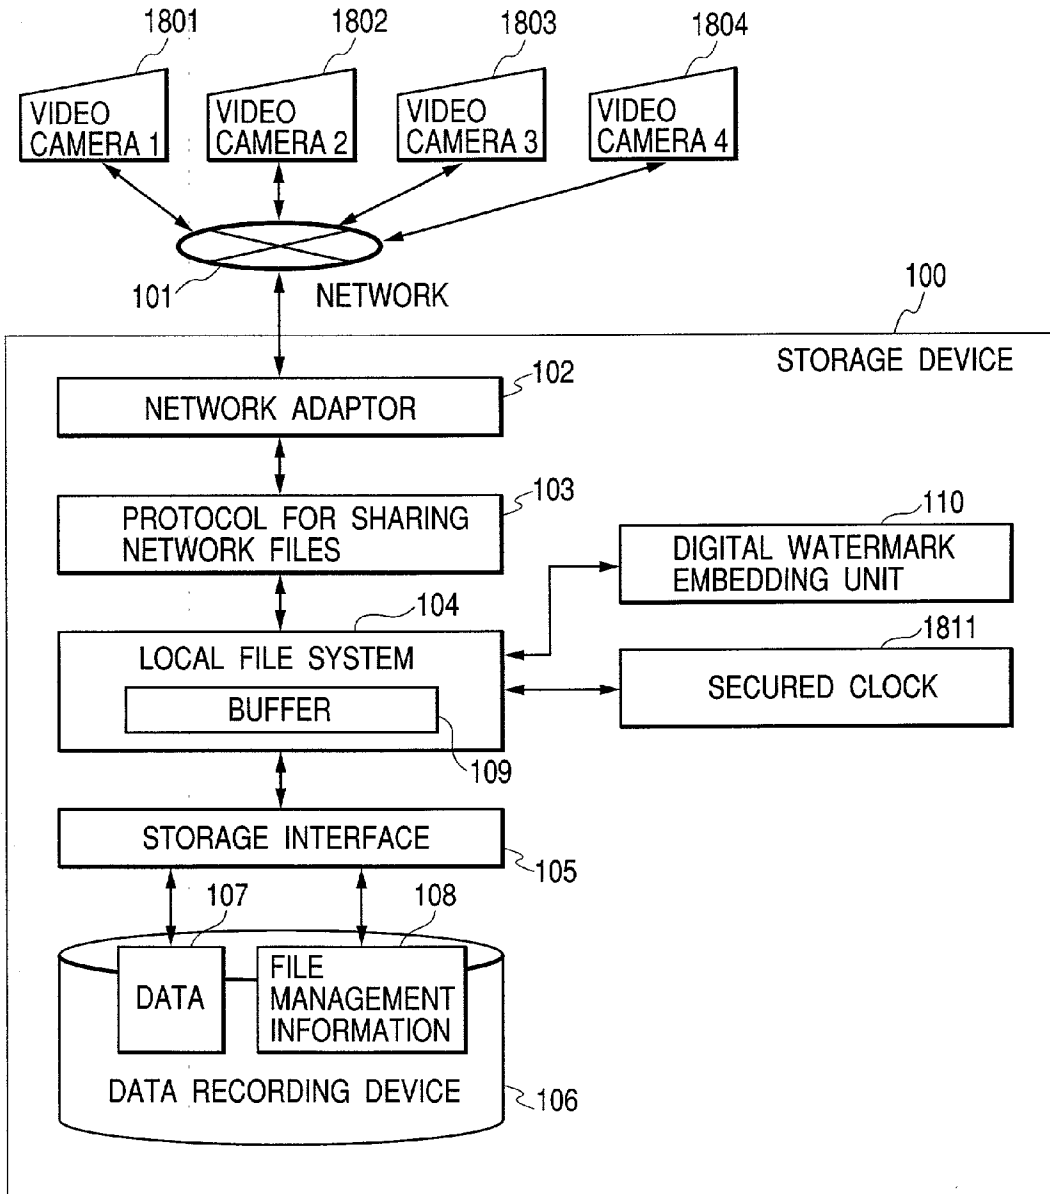 1801
1802
1803
1804
VIDEO
CAMERA 1
VIDEO
CAMERA 2
VIDEO
CAMERA 3
VIDEO
CAMERA 4
101
NETWORK
100
STORAGE DEVICE
102
NETWORK ADAPTOR
103
PROTOCOL FOR SHARING
NETWORK FILES
110
DIGITAL WATERMARK
EMBEDDING UNIT
104
LOCAL FILE SYSTEM
BUFFER
109
1811
SECURED CLOCK
STORAGE INTERFACE
105
107
108
DATA
FILE
MANAGEMENT
INFORMATION
DATA RECORDING DEVICE
106